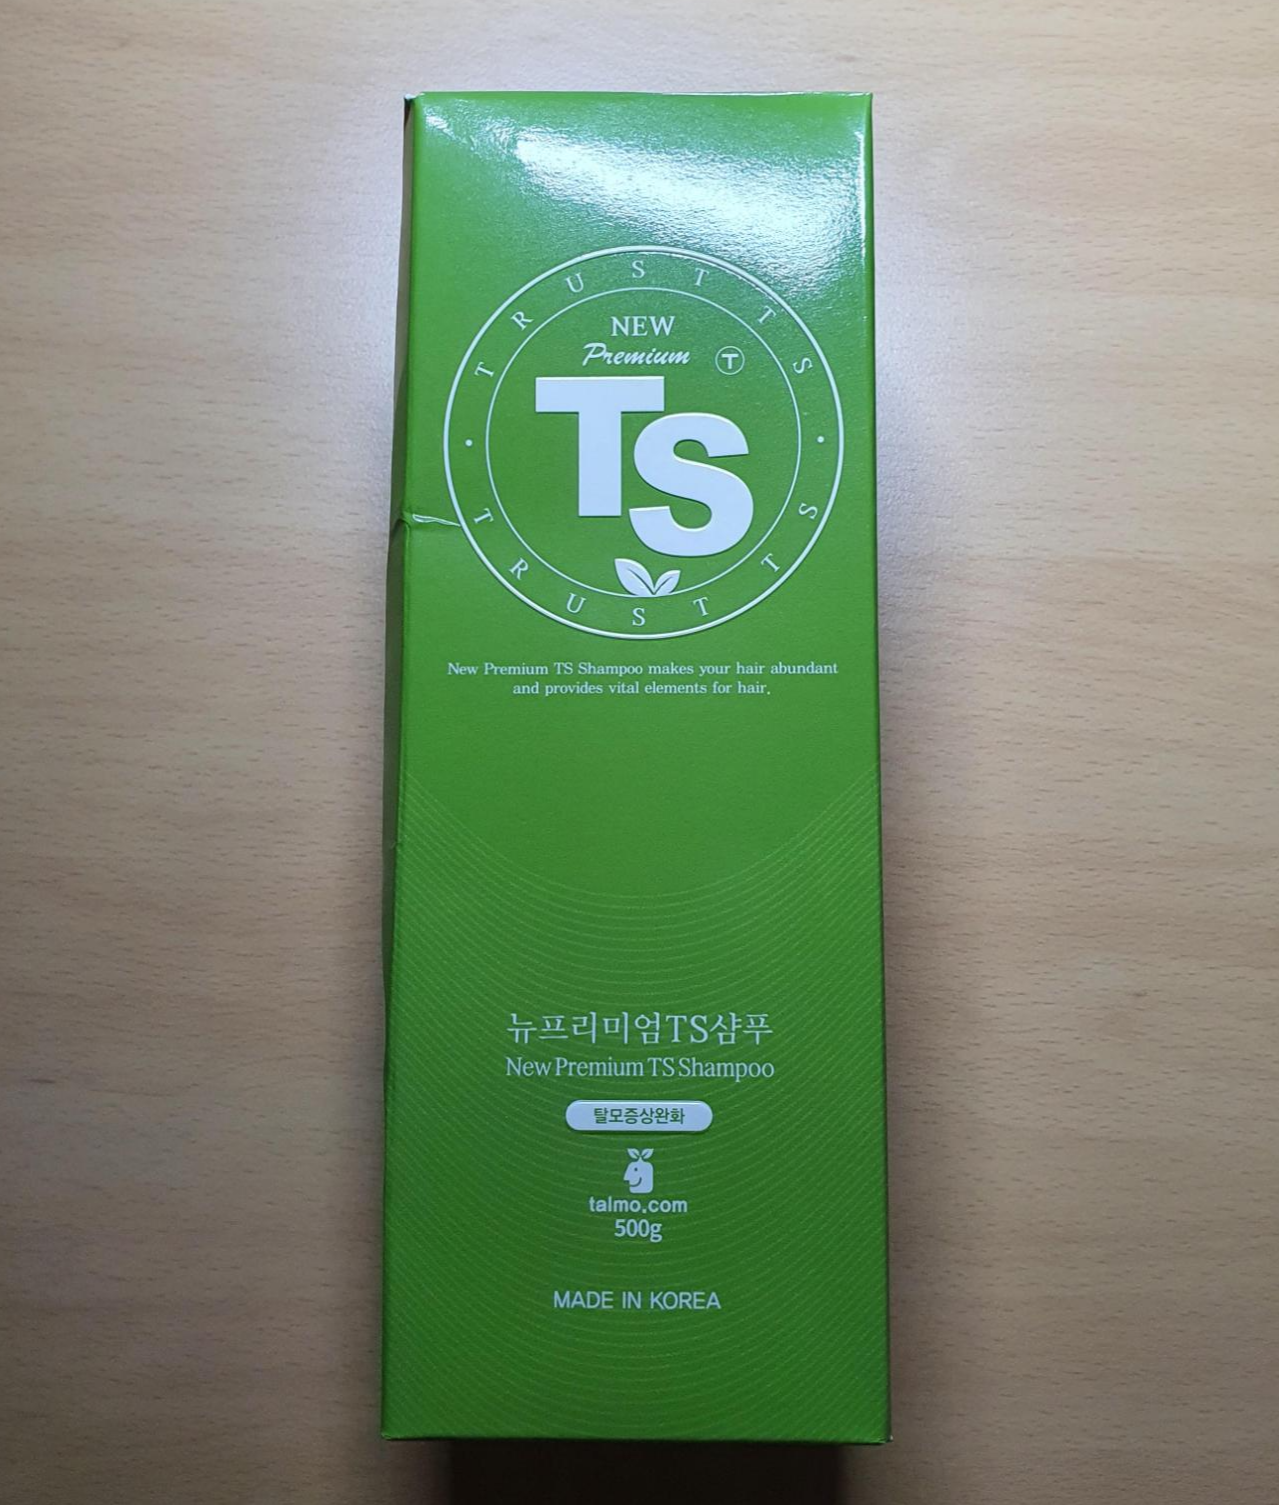 TRUST TS
NEW
Premium
T
TS
TRUST TS
New Premium TS Shampoo makes your hair abundant
and provides vital elements for hair.
뉴프리미엄TS샴푸
New Premium TS Shampoo
탈모증상완화
talmo.com
500g
MADE IN KOREA